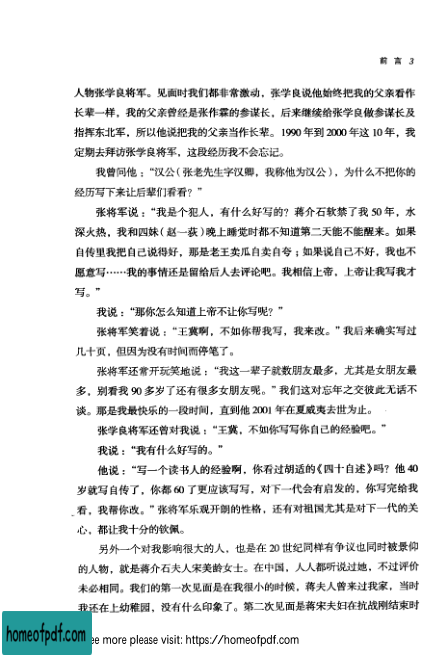 前 言 3
人物张学良将军。见面时我们都非常激动，张学良说他始终把我的父亲看作
长辈一样，我的父亲曾经是张作霖的参谋长，后来继续给张学良做参谋长及
指挥东北军，所以他说把我的父亲当作长辈。1990 年到 2000 年这 10 年，我
定期去拜访张学良将军，这段经历我不会忘记。
我曾问他：“汉公（张老先生字汉卿，我称他为汉公），为什么不把你的
经历写下来让后辈们看看？”
张将军说：“我是个犯人，有什么好写的？蒋介石软禁了我 50 年，水
深火热，我和四妹（赵一荻）晚上睡觉时都不知道第二天能不能醒来。如果
自传里我把自己说得好，那是老王卖瓜自卖自夸；如果说自己不好，我也不
愿意写……我的事情还是留给后人去评论吧。我相信上帝，上帝让我写我才
写。”
我说：“那你怎么知道上帝不让你写呢？”
张将军笑着说：“王冀啊，不如你帮我写，我来改。”我后来确实写过
几十页，但因为没有时间而停笔了。
张将军还常开玩笑地说：“我这一辈子就数朋友最多，尤其是女朋友最
多，别看我 90 多岁了还有很多女朋友呢。”我们这对忘年之交彼此无话不
谈。那是我最快乐的一段时间，直到他 2001 年在夏威夷去世为止。
张学良将军还曾对我说：“王冀，不如你写写你自己的经验吧。”
我说：“我有什么好写的。”
他说：“写一个读书人的经验啊，你看过胡适的《四十自述》吗？他 40
岁就写自传了，你都 60 了更应该写写，对下一代会有启发的，你写完给我
看，我帮你改。”张将军乐观开朗的性格，还有对祖国尤其是对下一代的关
心，都让我十分的钦佩。
另外一个对我影响很大的人，也是在 20 世纪同样有争议也同时被景仰
的人物，就是蒋介石夫人宋美龄女士。在中国，人人都听说过她，不过评价
未必相同。我们的第一次见面是在我很小的时候，蒋夫人曾来过我家，当时
我还在上幼稚园，没有什么印象了。第二次见面是蒋宋夫妇在抗战刚结束时
homeofpdf.com
ee more please visit: https://homeofpdf.com